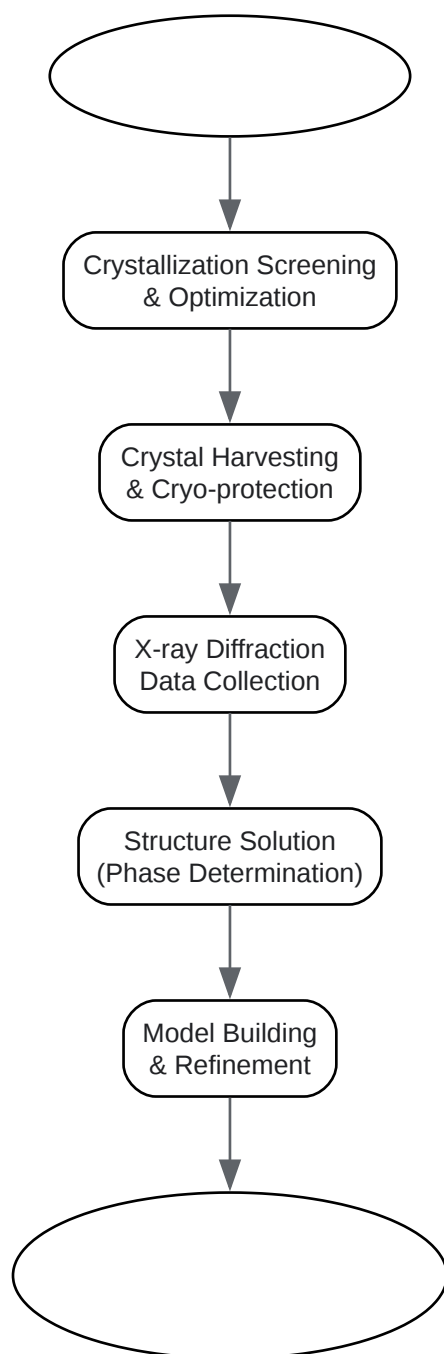 Crystallization Screening
& Optimization
Crystal Harvesting
& Cryo-protection
X-ray Diffraction
Data Collection
Structure Solution
(Phase Determination)
Model Building
& Refinement